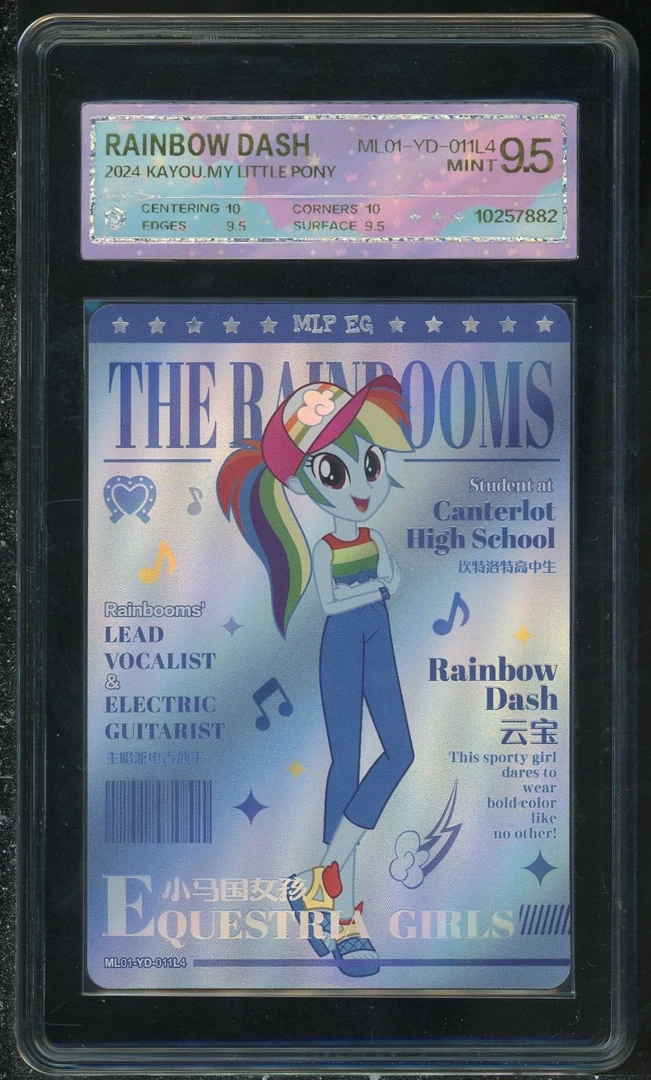 RAINBOW DASH
ML01-YD-011L4
2024 KAYOU.MY LITTLE PONY
MINT 9.5
CENTERING 10
CORNERS 10
EDGES 9.5
SURFACE 9.5
10257882
MLP EG
THE RAINBOOMS
Student at
Canterlot
High School
坎特洛特高中生
Rainbooms'
LEAD
VOCALIST
&
ELECTRIC
GUITARIST
主唱兼电吉他手
Rainbow
Dash
云宝
This sporty girl
dares to
wear
bold color
like
no other!
小马国女孩
EQUESTRIA GIRLS
ML01-YD-011L4